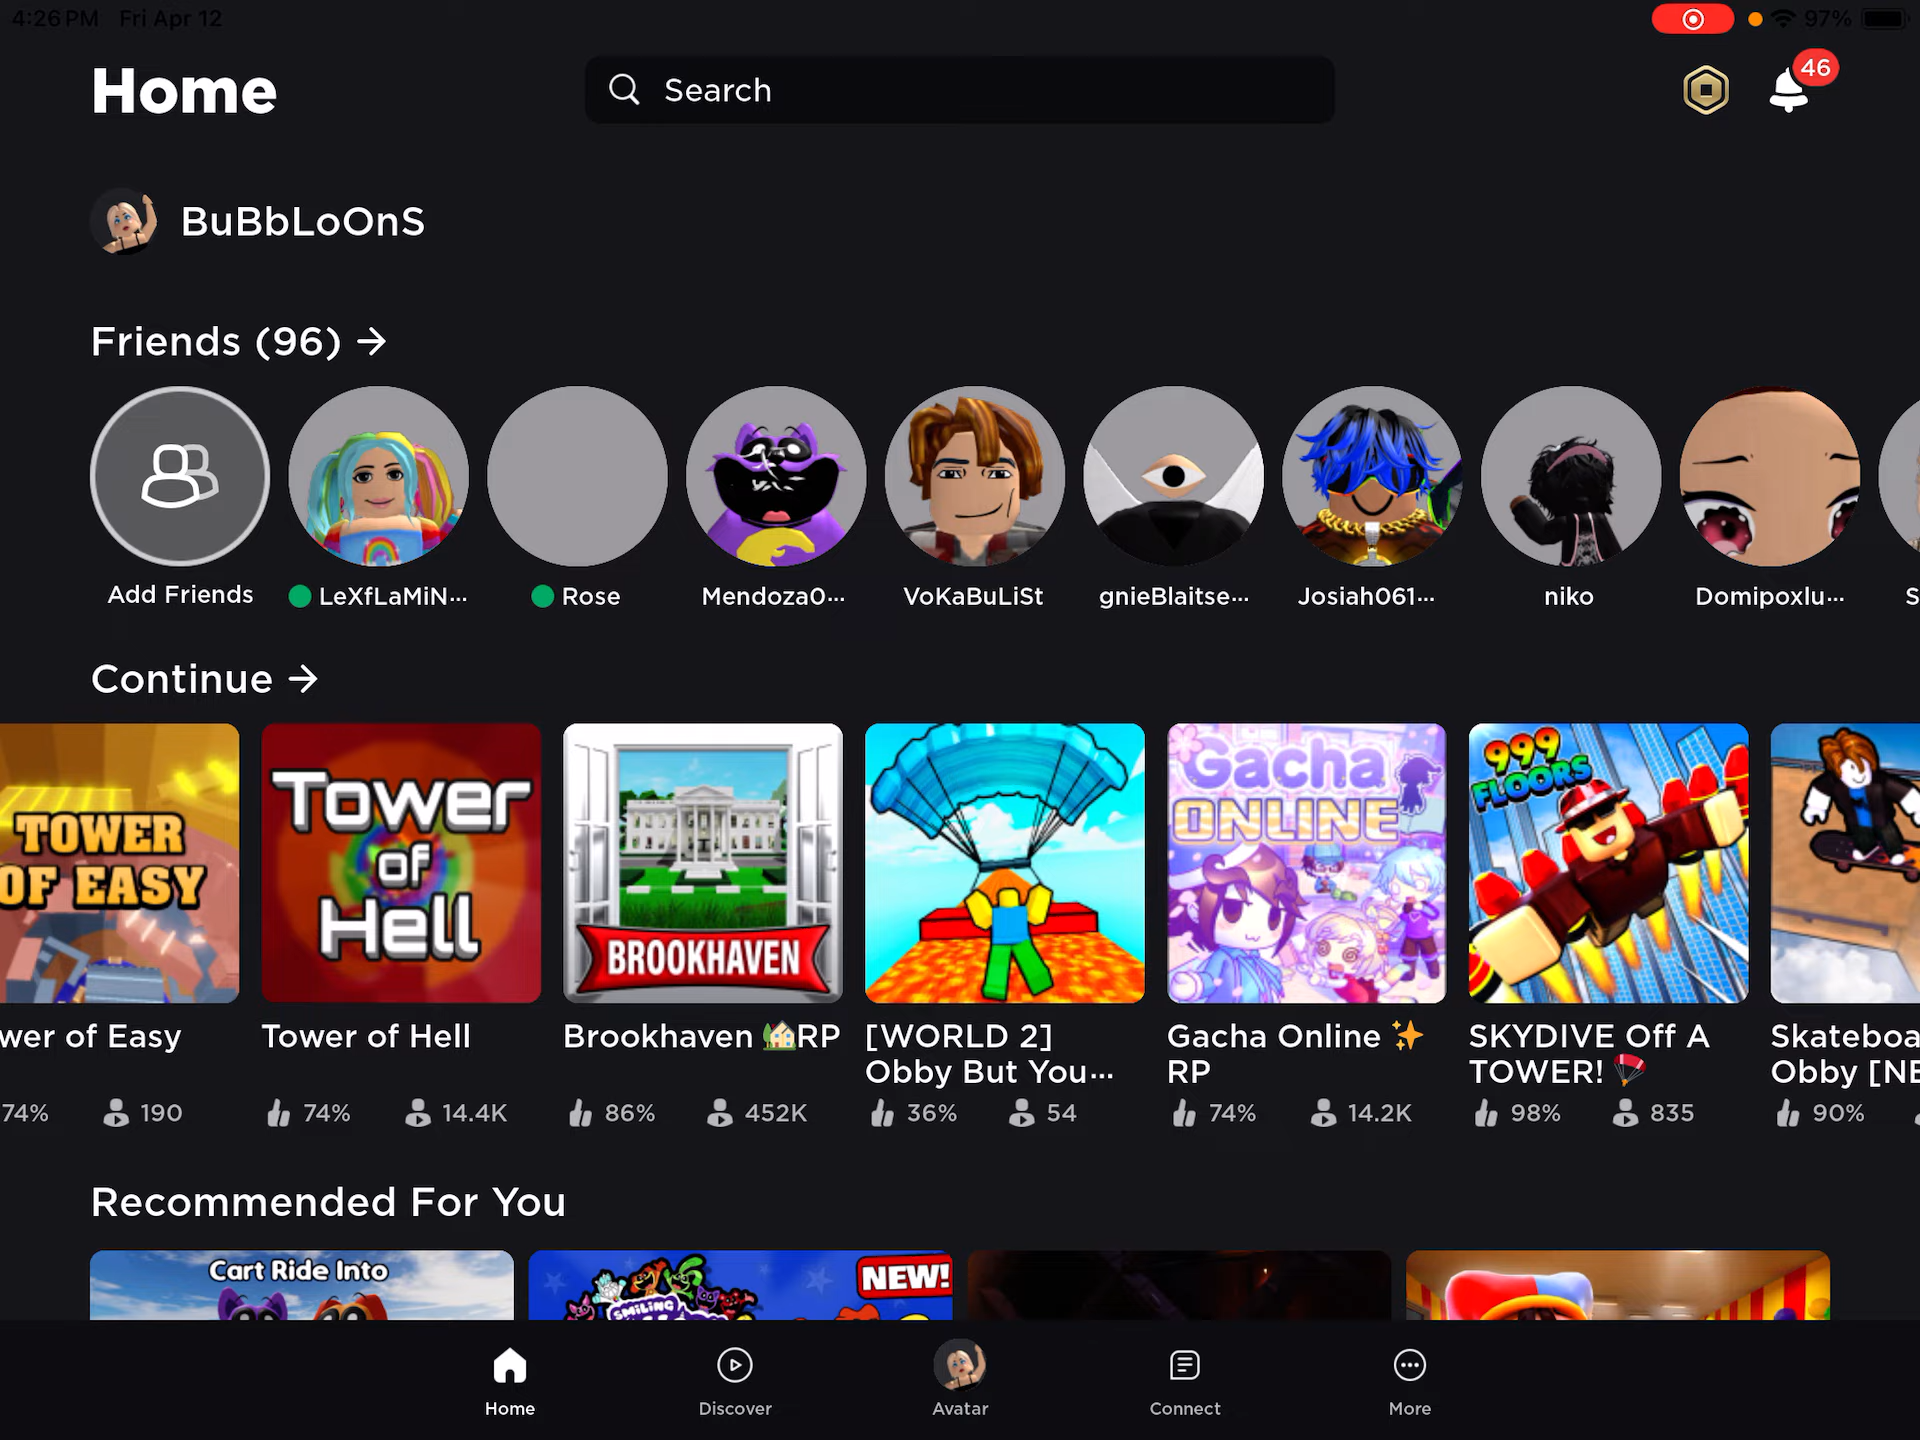 4:26 PM Fri Apr 12
97%
Home
Search
46
BuBbLoOnS
Friends (96) →
Add Friends
LeXfLaMiN...
Rose
Mendoza0...
VoKaBuLiSt
gnieBlaitse...
Josiah061...
niko
Domipoxlu...
S
Continue →
TOWER
OF EASY
Tower
of
Hell
BROOKHAVEN
Gacha
ONLINE
999
FLOORS
wer of Easy
74% 190
Tower of Hell
74% 14.4K
Brookhaven 🏡RP
86% 452K
[WORLD 2]
Obby But You...
36% 54
Gacha Online ✨
RP
74% 14.2K
SKYDIVE Off A
TOWER! 🪂
98% 835
Skateboa
Obby [NE
90%
Recommended For You
Cart Ride Into
SMILING
NEW!
Home
Discover
Avatar
Connect
More